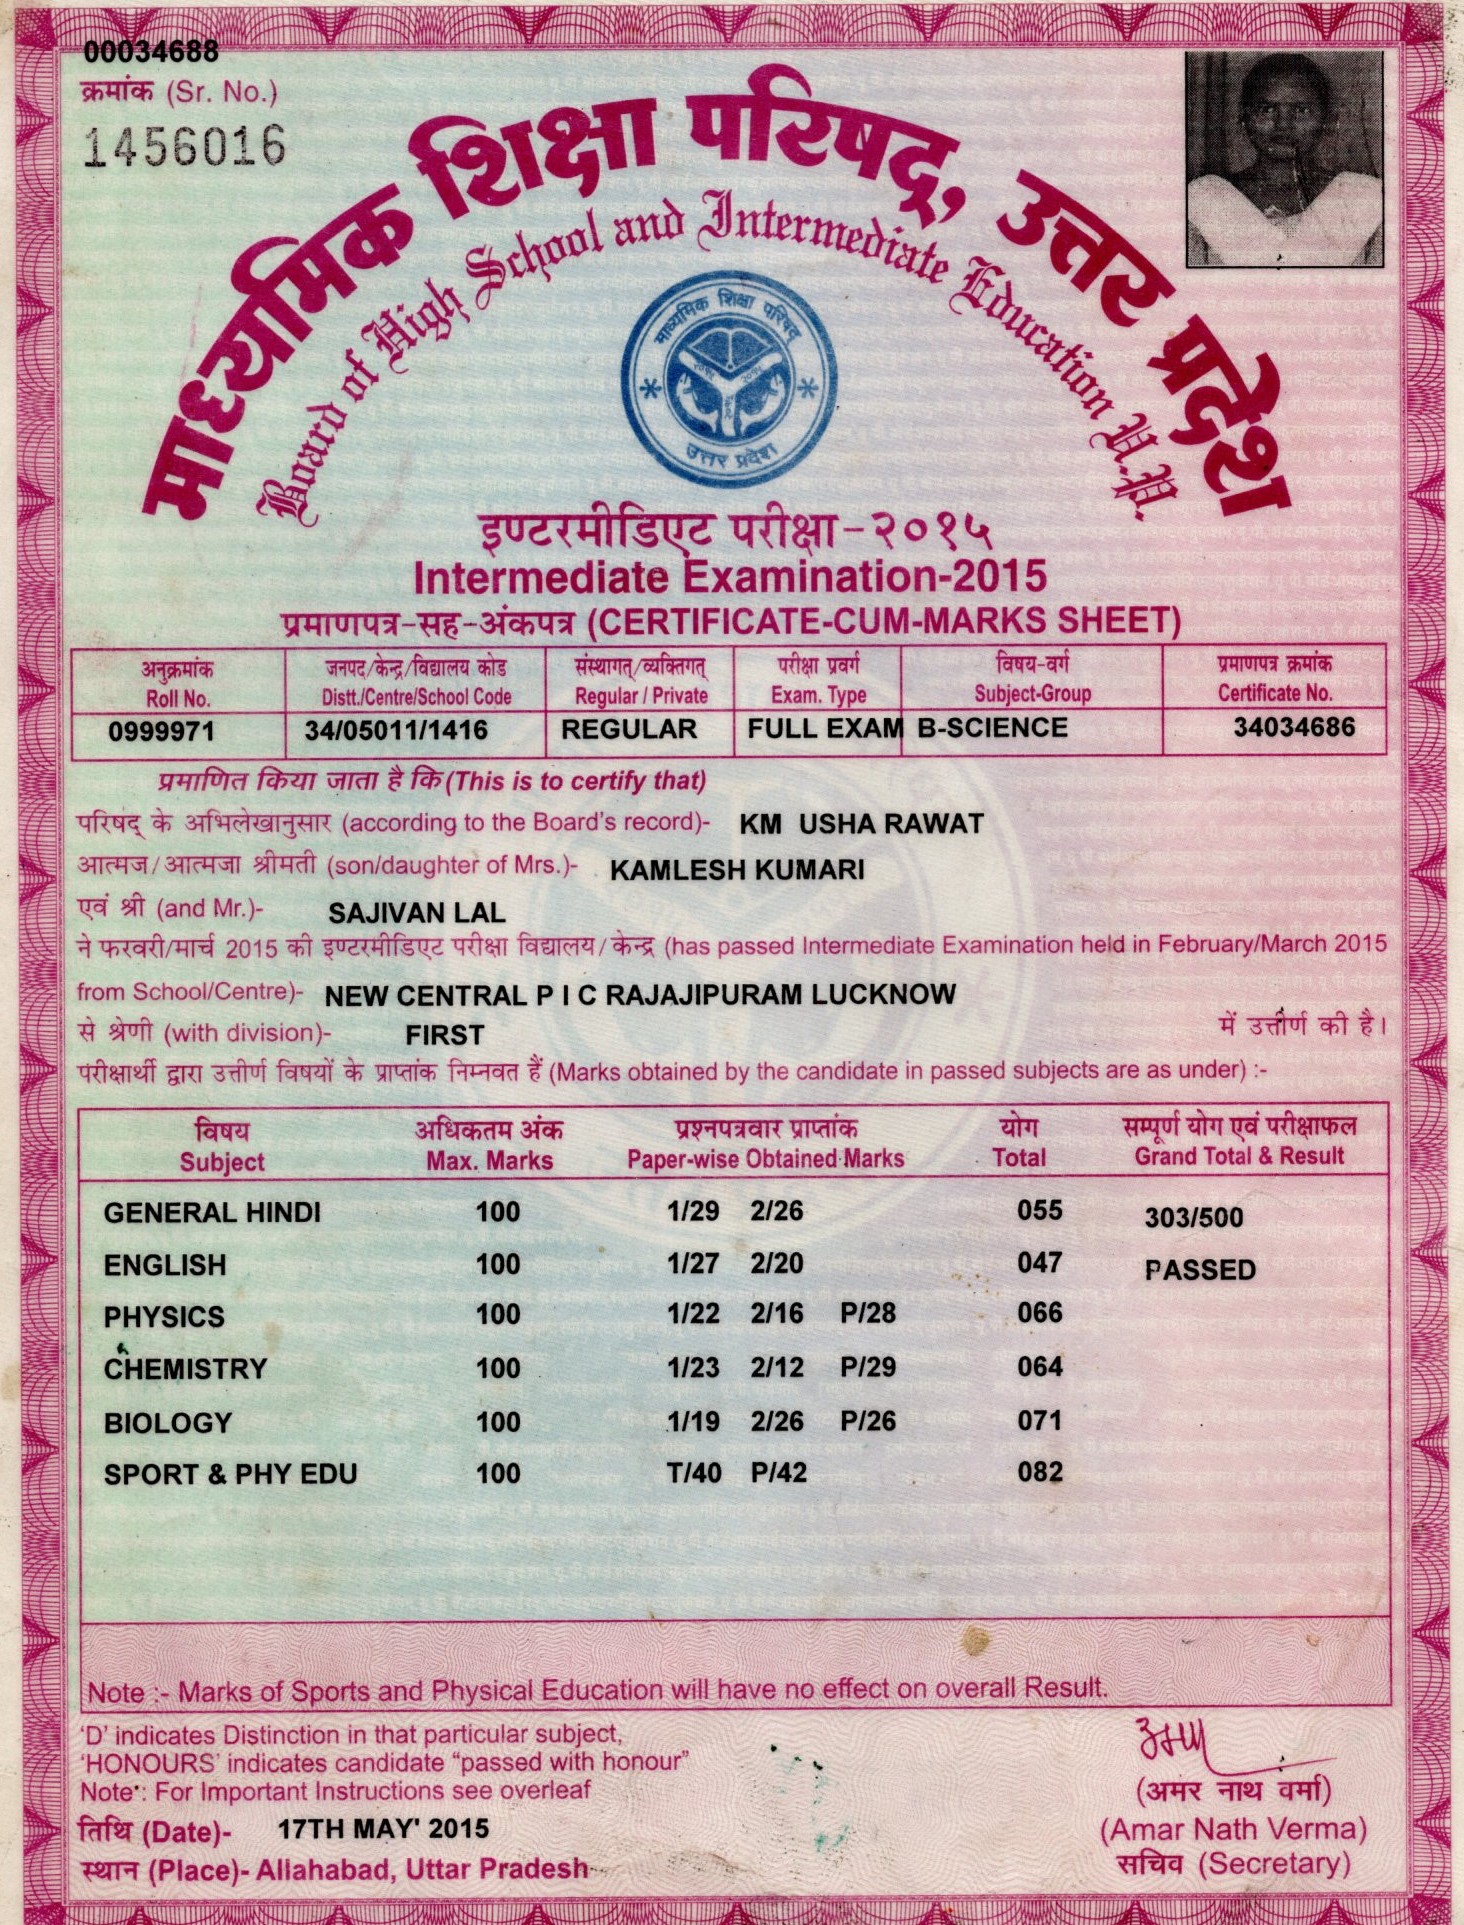 00034688
क्रमांक (Sr. No.)
1456016
माध्यमिक शिक्षा परिषद्, उत्तर प्रदेश
Board of High School and Intermediate Education U.P.
माध्यमिक शिक्षा परिषद्
उत्तर प्रदेश
इण्टरमीडिएट परीक्षा-२०१५
Intermediate Examination-2015
प्रमाणपत्र-सह-अंकपत्र (CERTIFICATE-CUM-MARKS SHEET)
अनुक्रमांक जनपद/केन्द्र/विद्यालय कोड संस्थागत्/व्यक्तिगत् परीक्षा प्रवर्ग विषय-वर्ग प्रमाणपत्र क्रमांक
Roll No. Distt./Centre/School Code Regular / Private Exam. Type Subject-Group Certificate No.
0999971 34/05011/1416 REGULAR FULL EXAM B-SCIENCE 34034686
प्रमाणित किया जाता है कि (This is to certify that)
परिषद् के अभिलेखानुसार (according to the Board's record)- KM USHA RAWAT
आत्मज/आत्मजा श्रीमती (son/daughter of Mrs.)- KAMLESH KUMARI
एवं श्री (and Mr.)- SAJIVAN LAL
ने फरवरी/मार्च 2015 की इण्टरमीडिएट परीक्षा विद्यालय/केन्द्र (has passed Intermediate Examination held in February/March 2015
from School/Centre)- NEW CENTRAL P I C RAJAJIPURAM LUCKNOW
से श्रेणी (with division)- FIRST में उत्तीर्ण की है।
परीक्षार्थी द्वारा उत्तीर्ण विषयों के प्राप्तांक निम्नवत हैं (Marks obtained by the candidate in passed subjects are as under) :-
विषय अधिकतम अंक प्रश्नपत्रवार प्राप्तांक योग सम्पूर्ण योग एवं परीक्षाफल
Subject Max. Marks Paper-wise Obtained Marks Total Grand Total & Result
GENERAL HINDI 100 1/29 2/26 055 303/500
ENGLISH 100 1/27 2/20 047 PASSED
PHYSICS 100 1/22 2/16 P/28 066
CHEMISTRY 100 1/23 2/12 P/29 064
BIOLOGY 100 1/19 2/26 P/26 071
SPORT & PHY EDU 100 T/40 P/42 082
Note :- Marks of Sports and Physical Education will have no effect on overall Result.
'D' indicates Distinction in that particular subject,
'HONOURS' indicates candidate "passed with honour"
Note : For Important Instructions see overleaf
(अमर नाथ वर्मा)
तिथि (Date)- 17TH MAY' 2015 (Amar Nath Verma)
स्थान (Place)- Allahabad, Uttar Pradesh सचिव (Secretary)